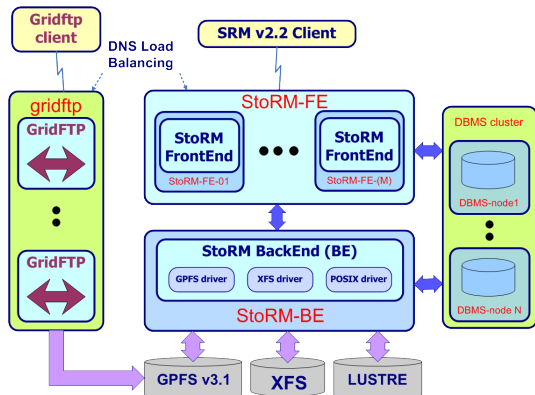 Gridftp
client
DNS Load
Balancing
SRM v2.2 Client
gridftp
GridFTP
GridFTP
StoRM-FE
StoRM
FrontEnd
StoRM-FE-01
StoRM
FrontEnd
StoRM-FE-(M)
DBMS cluster
DBMS-node1
DBMS-node N
StoRM BackEnd (BE)
GPFS driver
XFS driver
POSIX driver
StoRM-BE
GPFS v3.1
XFS
LUSTRE